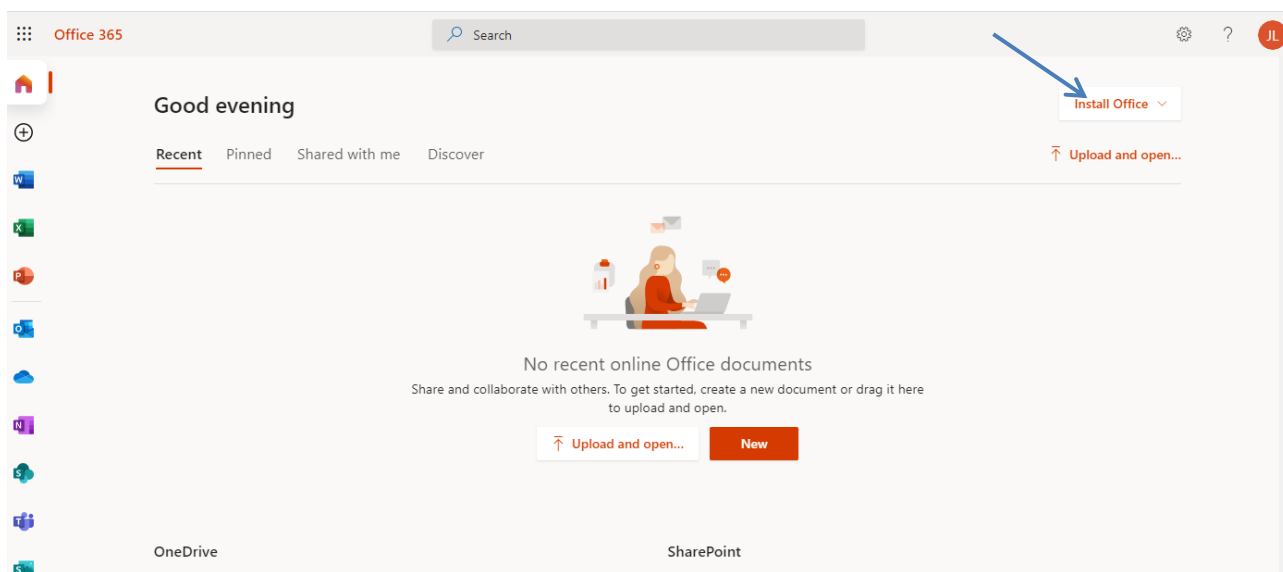 Office 365
Search
?
JL
Good evening
Install Office
Recent Pinned Shared with me Discover
Upload and open...
W
X
P
O
N
S
T
S
No recent online Office documents
Share and collaborate with others. To get started, create a new document or drag it here
to upload and open.
Upload and open...
New
OneDrive
SharePoint